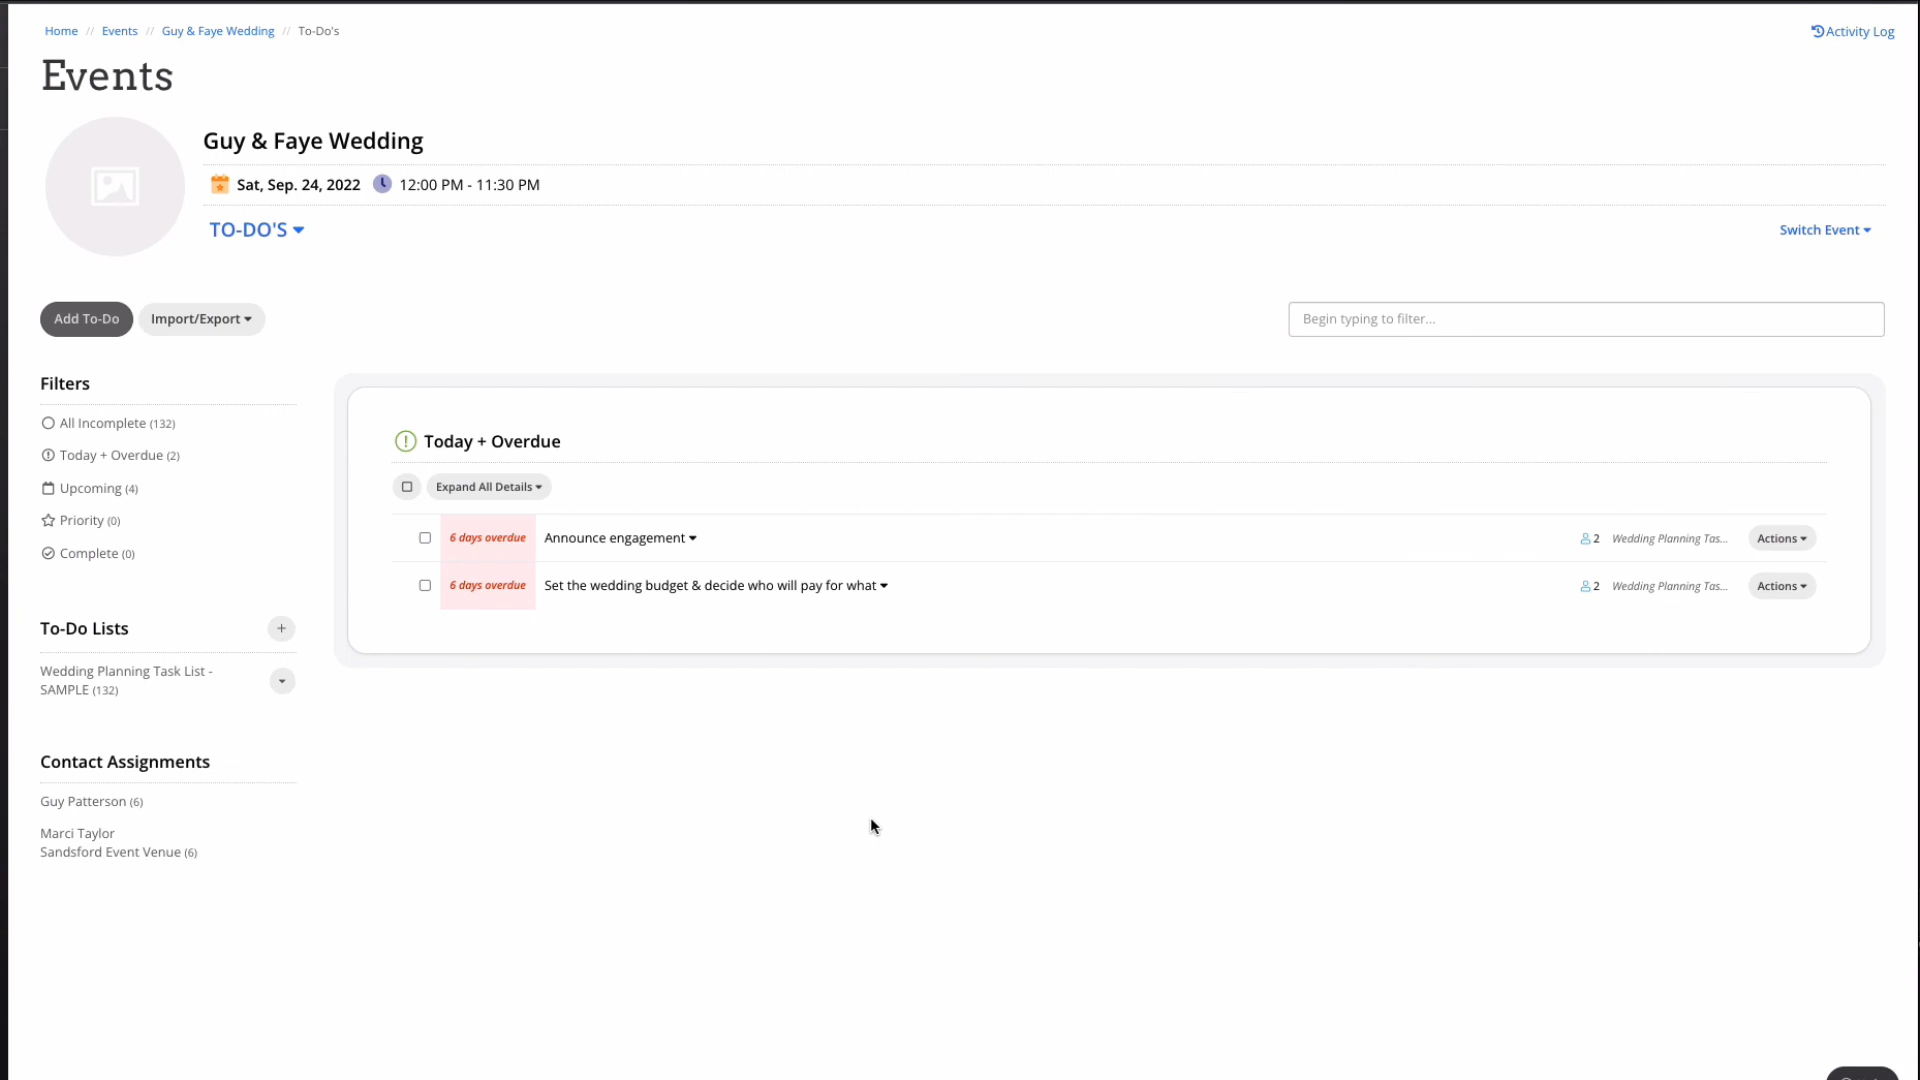 Home // Events // Guy & Faye Wedding // To-Do's
Activity Log
Events
Guy & Faye Wedding
Sat, Sep. 24, 2022 12:00 PM - 11:30 PM
TO-DO'S
Switch Event
Add To-Do
Import/Export
Begin typing to filter...
Filters
All Incomplete (132)
Today + Overdue (2)
Upcoming (4)
Priority (0)
Complete (0)
To-Do Lists
Wedding Planning Task List -
SAMPLE (132)
Contact Assignments
Guy Patterson (6)
Marci Taylor
Sandsford Event Venue (6)
Today + Overdue
Expand All Details
6 days overdue Announce engagement 2 Wedding Planning Tas... Actions
6 days overdue Set the wedding budget & decide who will pay for what 2 Wedding Planning Tas... Actions